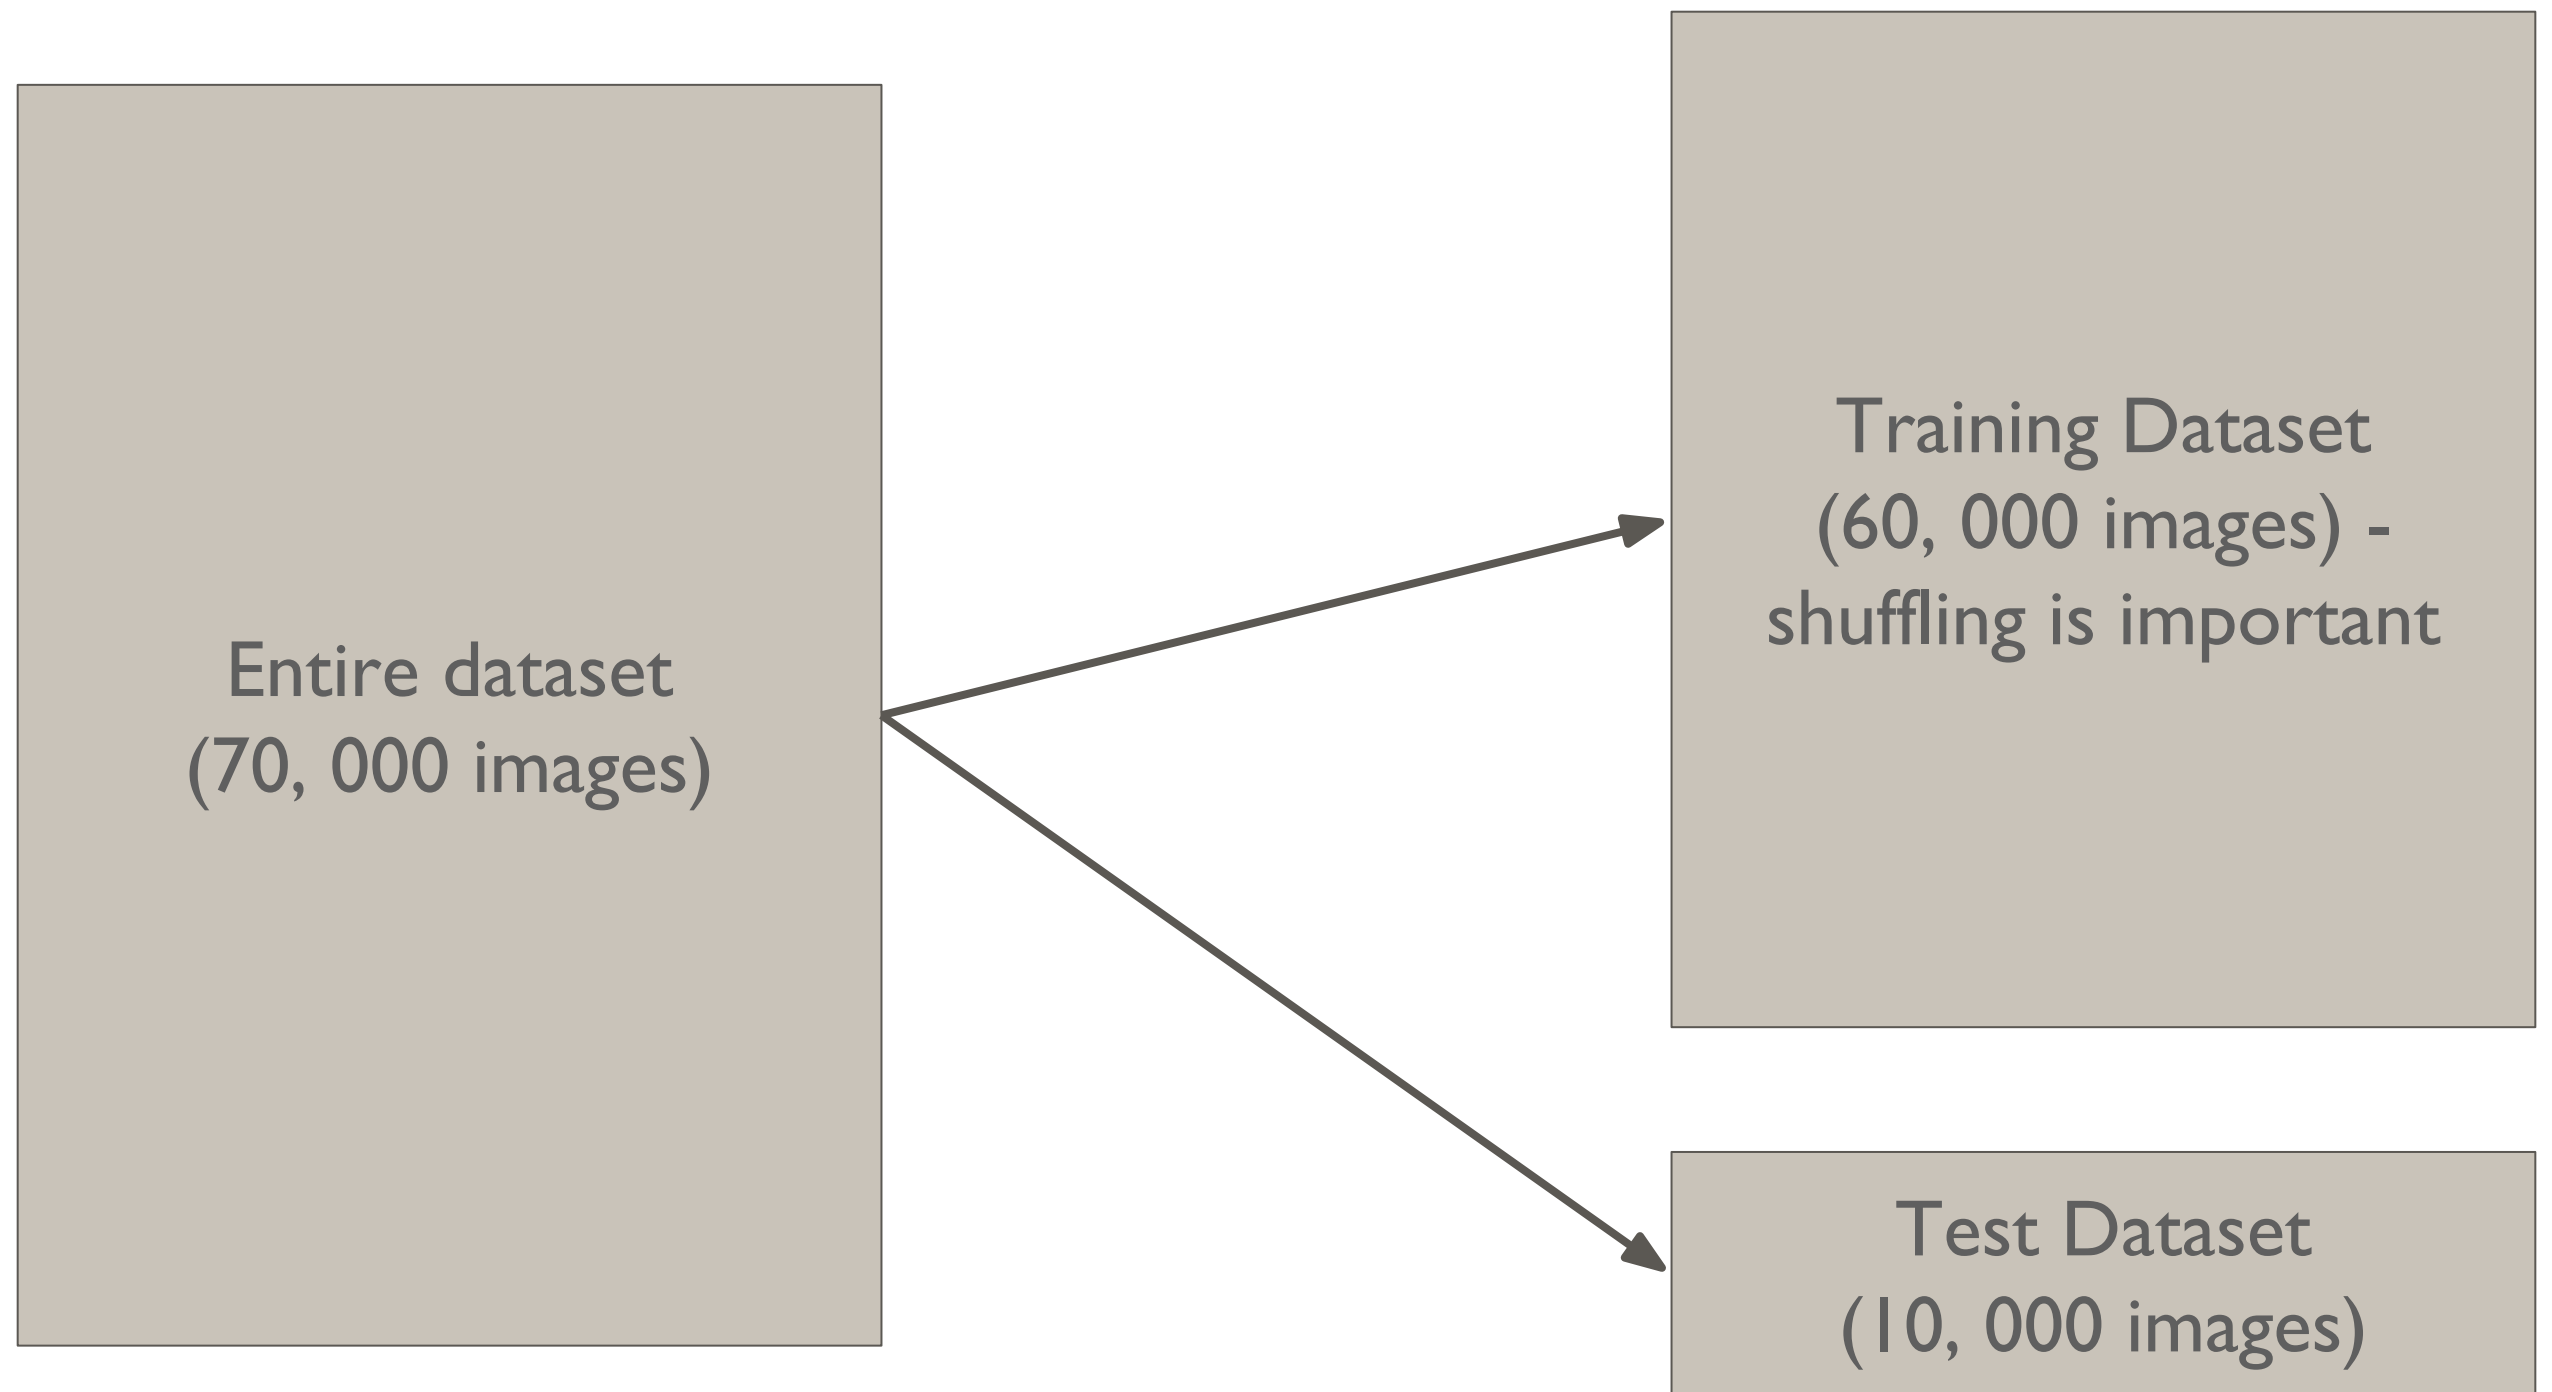 Entire dataset
(70, 000 images)
Training Dataset
(60, 000 images) -
shuffling is important
Test Dataset
(10, 000 images)